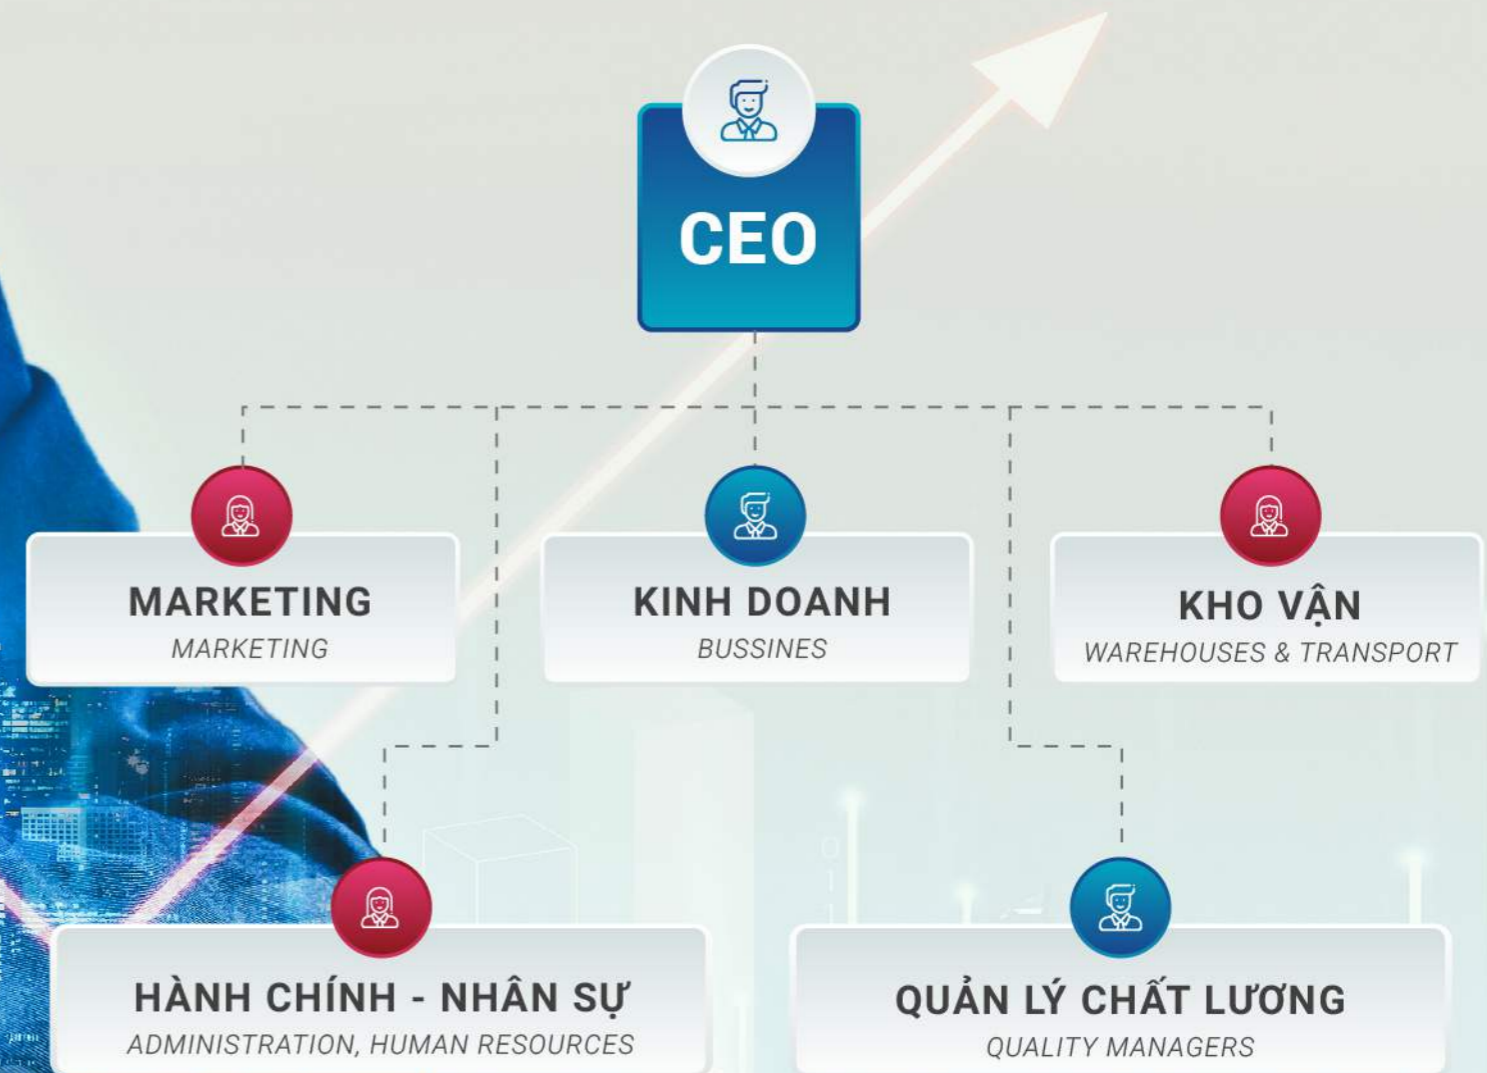 CEO
MARKETING
MARKETING
KINH DOANH
BUSSINES
KHO VẬN
WAREHOUSES & TRANSPORT
HÀNH CHÍNH - NHÂN SỰ
ADMINISTRATION, HUMAN RESOURCES
QUẢN LÝ CHẤT LƯƠNG
QUALITY MANAGERS